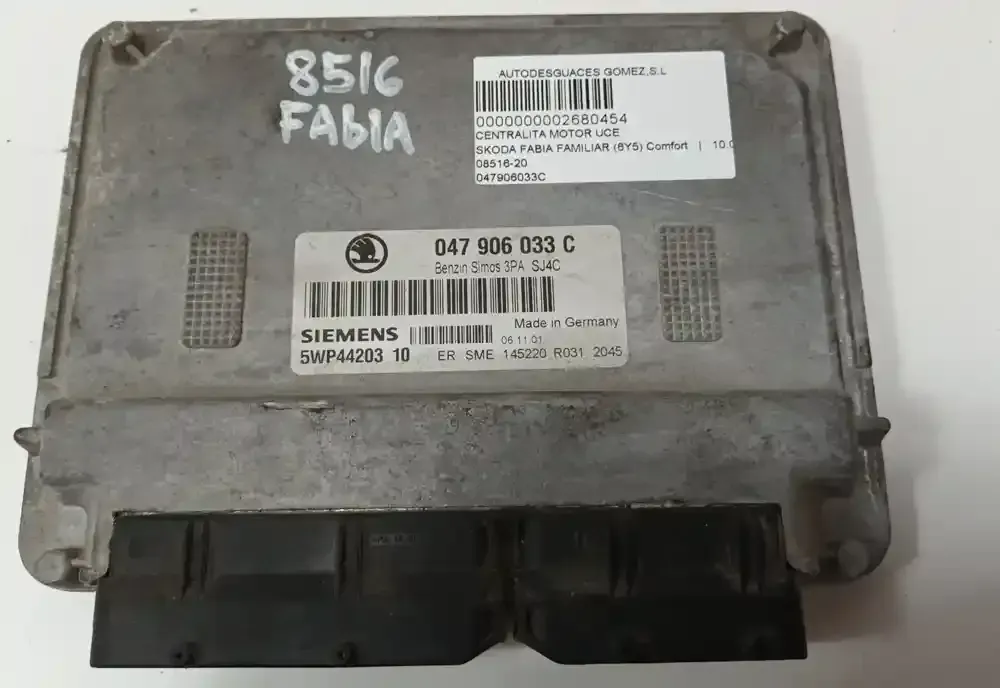 8516
FAbIA
AUTODESGUACES GOMEZ,S.L
0000000002680454
CENTRALITA MOTOR UCE
SKODA FABIA FAMILIAR (6Y5) Comfort | 10.0
08516-20
047906033C
047 906 033 C
Benzin Simos 3PA SJ4C
SIEMENS
Made in Germany
06.11.01
5WP44203 10 ER SME 145220 R031 2045